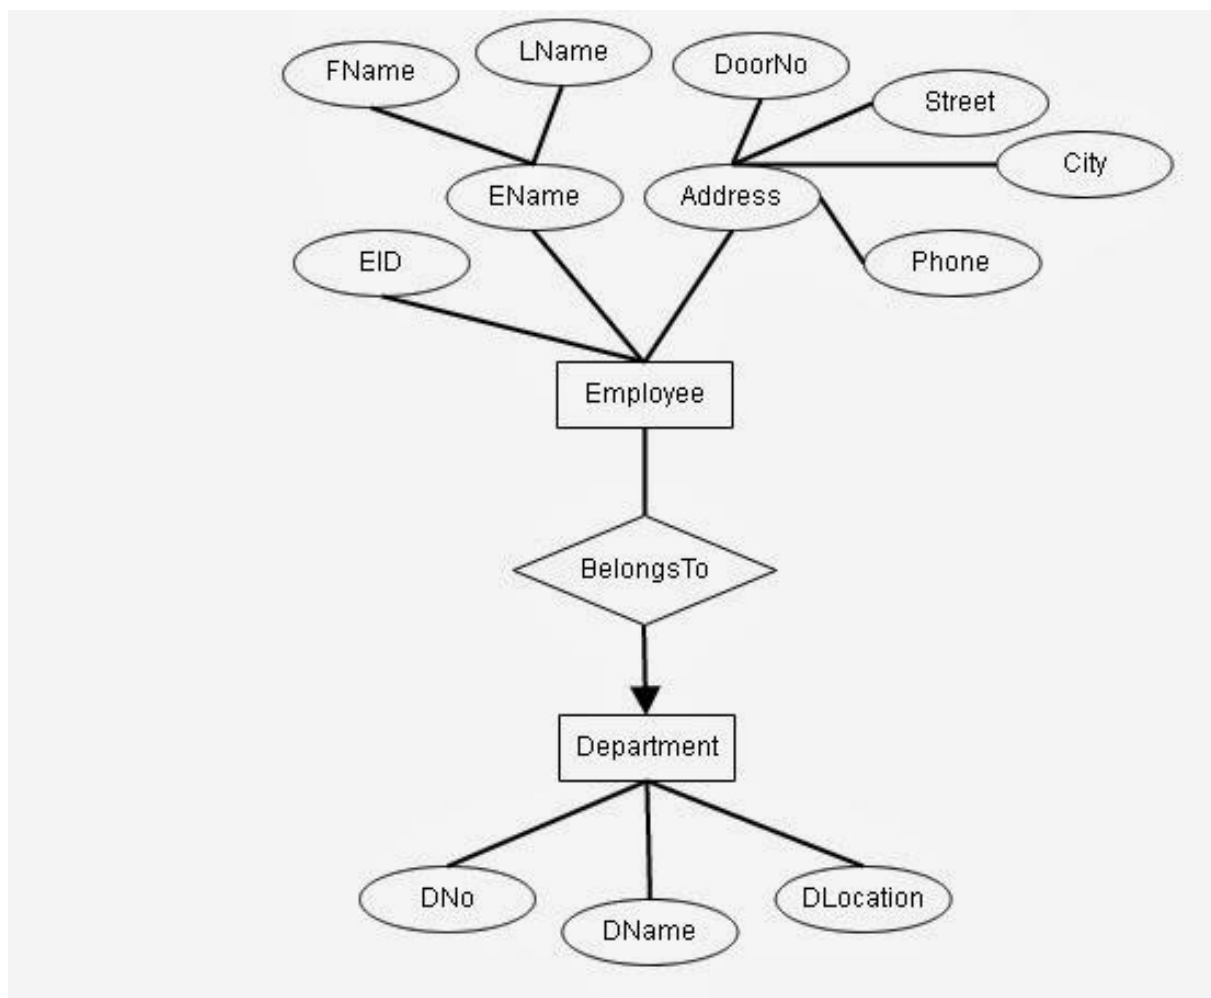 LName
FName
DoorNo
Street
City
EName
Address
EID
Phone
Employee
BelongsTo
Department
DNo
DName
DLocation